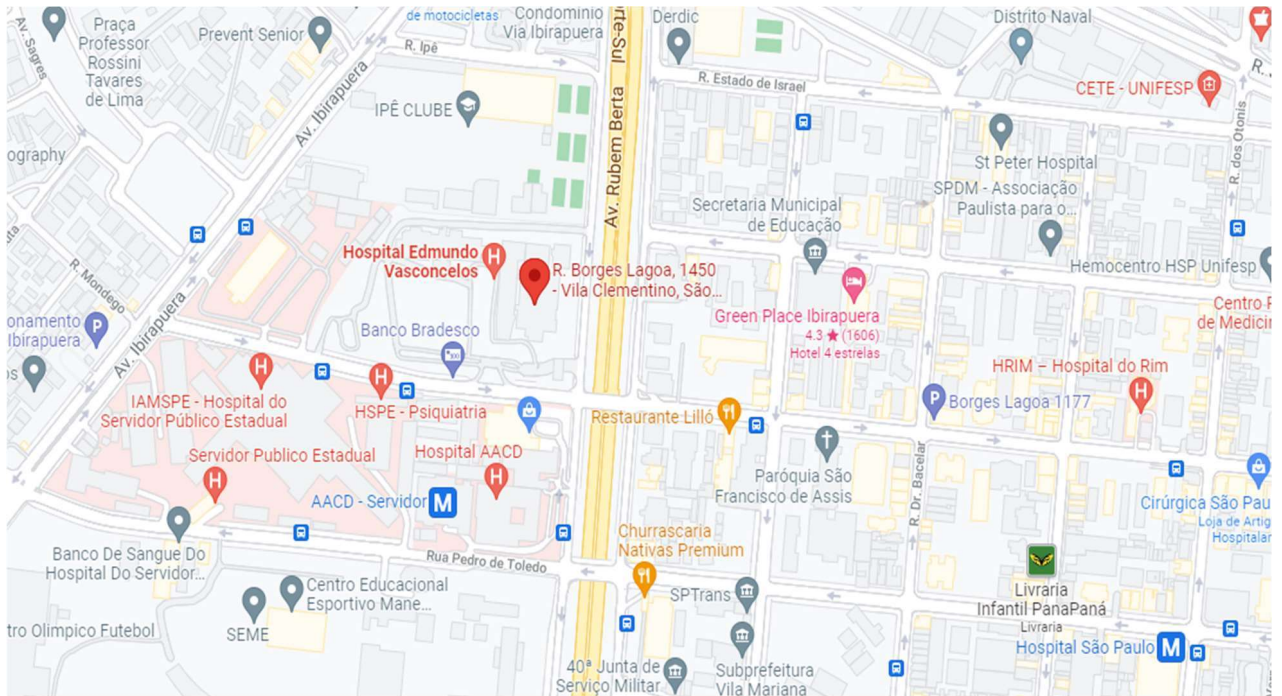 Av. Sagres
Praça
Professor
Rossini
Tavares
de Lima
Prevent Senior
de motocicletas
Condomínio
Via Ibirapuera
R. Ipê
Av. Ibirapuera
IPÊ CLUBE
Derdic
Distrito Naval
R. Estado de Israel
CETE - UNIFESP
R. dos Otonis
St Peter Hospital
SPDM - Associação
Paulista para o...
Av. Rubem Berta
Secretaria Municipal
de Educação
Hemocentro HSP Unifesp
ography
R. Mondego
Hospital Edmundo
Vasconcelos
R. Borges Lagoa, 1450
- Vila Clementino, São...
Green Place Ibirapuera
4.3 ★ (1606)
Hotel 4 estrelas
onamento
Ibirapuera
P
Av. Ibirapuera
Banco Bradesco
HRIM – Hospital do Rim
P Borges Lagoa 1177
IAMSPE - Hospital do
Servidor Público Estadual
HSPE - Psiquiatria
Restaurante Lilló
Servidor Publico Estadual
Hospital AACD
Paróquia São
Francisco de Assis
R. Dr. Bacelar
AACD - Servidor M
Cirúrgica São Pau
Loja de Artig
Hospitalar
Banco De Sangue Do
Hospital Do Servidor...
Rua Pedro de Toledo
Churrascaria
Nativas Premium
Centro Educacional
Esportivo Mane...
SEME
SPTrans
Livraria
Infantil PanaPaná
Livraria
tro Olimpico Futebol
Hospital São Paulo M
40ª Junta de
Serviço Militar
Subprefeitura
Vila Mariana